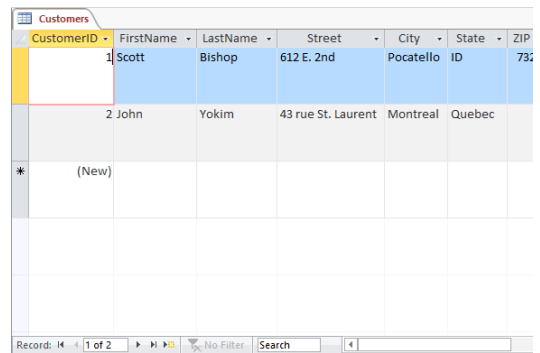 Customers
CustomerID FirstName LastName Street City State ZIP
1 Scott Bishop 612 E. 2nd Pocatello ID 732
2 John Yokim 43 rue St. Laurent Montreal Quebec
(New)
Record: 1 of 2 No Filter Search